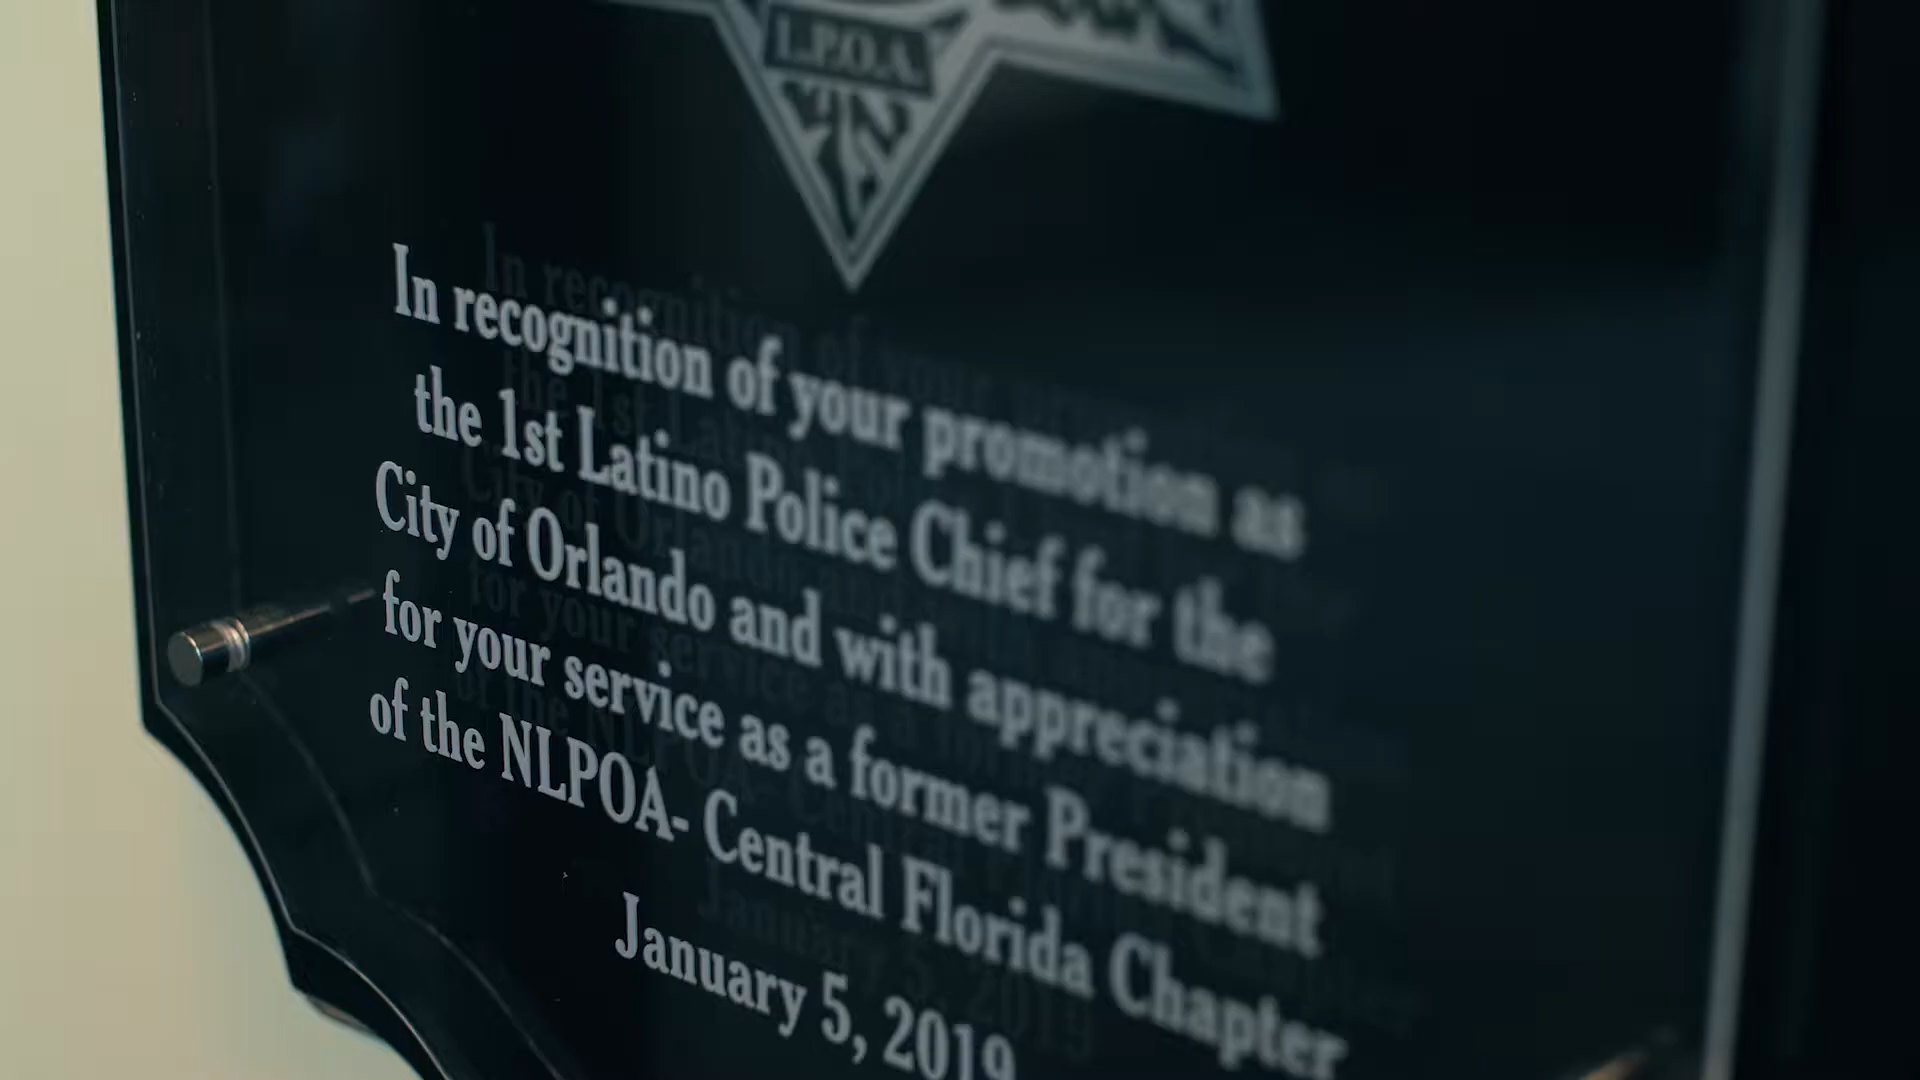 L.P.O.A.
In recognition of your promotion as
the 1st Latino Police Chief for the
City of Orlando and with appreciation
for your service as a former President
of the NLPOA- Central Florida Chapter
January 5, 2019